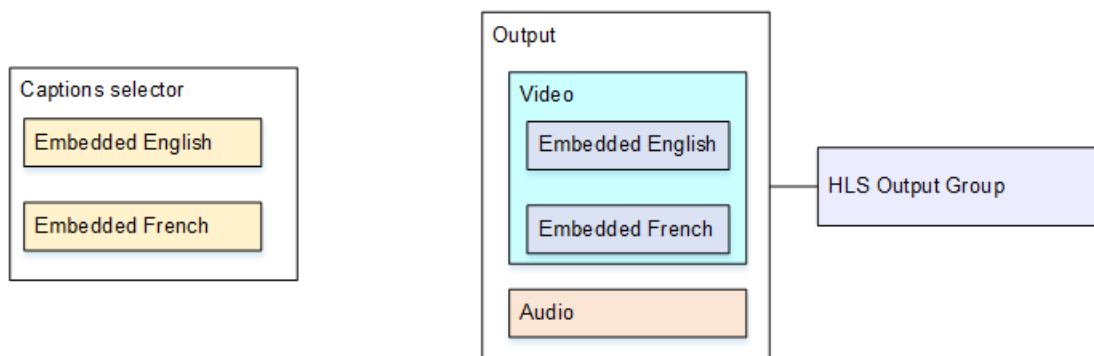 Captions selector
Embedded English
Embedded French
Output
Video
Embedded English
Embedded French
Audio
HLS Output Group